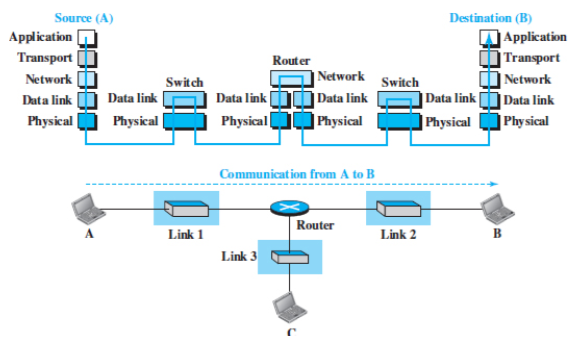 Source (A) Destination (B)
Application Application
Transport Router Transport
Network Switch Network Switch Network
Data link Data link Data link Data link Data link Data link
Physical Physical Physical Physical Physical Physical
Communication from A to B
A Link 1 Router Link 2 B
Link 3
C